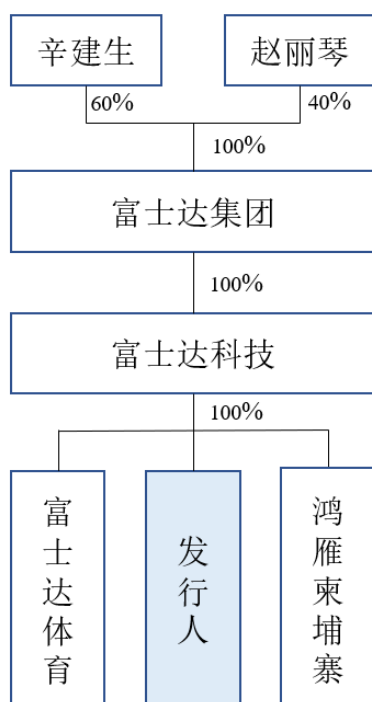 辛建生
赵丽琴
60%
40%
100%
富士达集团
100%
富士达科技
100%
富士达体育
发行人
鸿雁柬埔寨